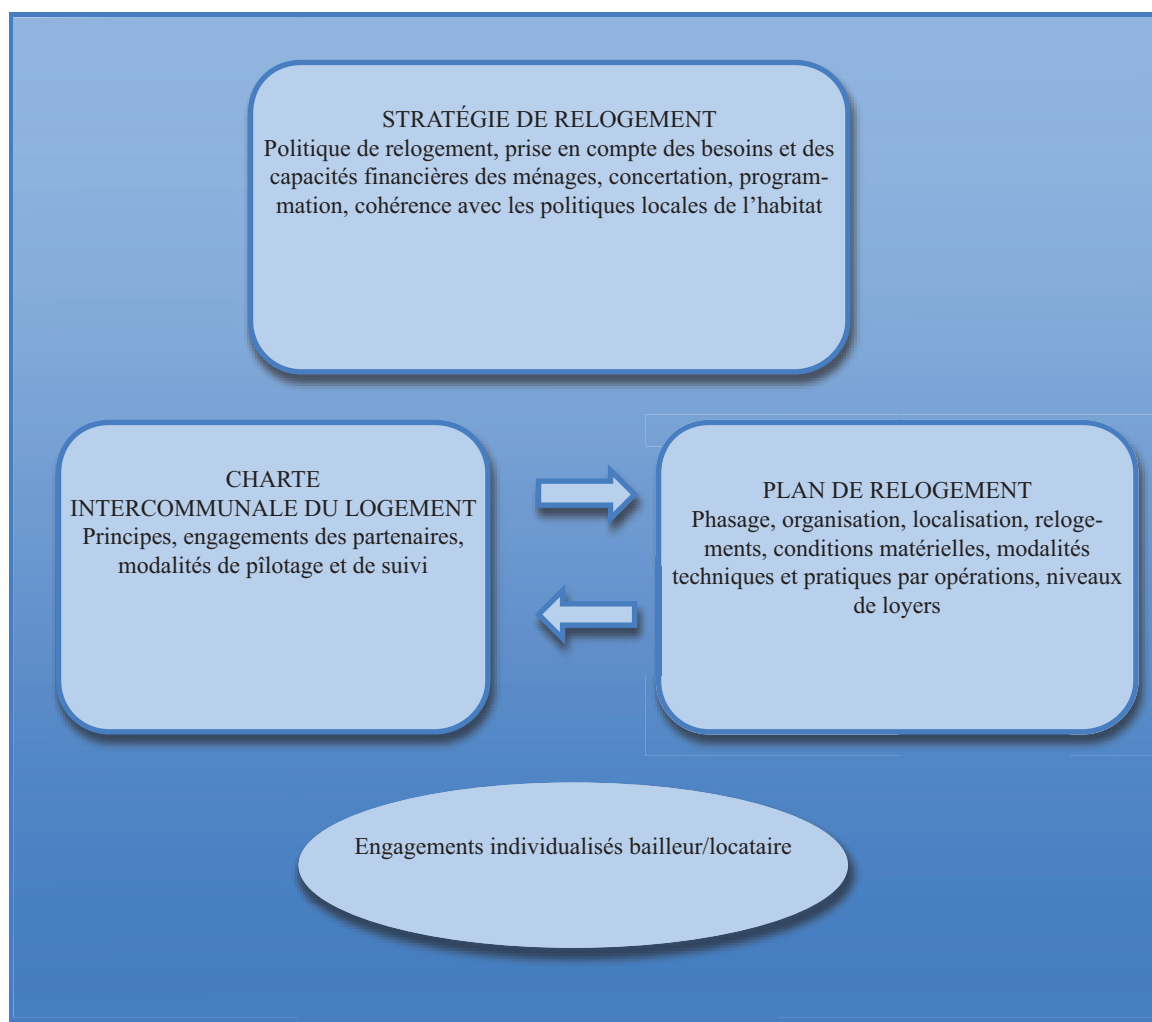 STRATÉGIE DE RELOGEMENT
Politique de relogement, prise en compte des besoins et des
capacités financières des ménages, concertation, program-
mation, cohérence avec les politiques locales de l’habitat
CHARTE
INTERCOMMUNALE DU LOGEMENT
Principes, engagements des partenaires,
modalités de pîlotage et de suivi
PLAN DE RELOGEMENT
Phasage, organisation, localisation, reloge-
ments, conditions matérielles, modalités
techniques et pratiques par opérations, niveaux
de loyers
Engagements individualisés bailleur/locataire